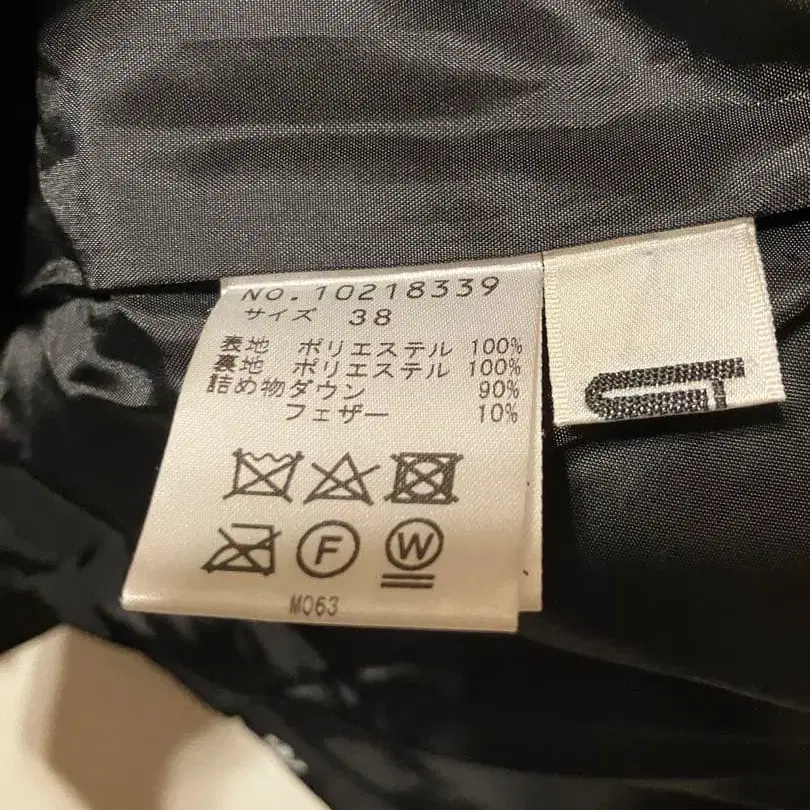 No.10218339
サイズ 38
表地 ポリエステル 100%
裏地 ポリエステル 100%
詰め物ダウン 90%
フェザー 10%
F
W
M063